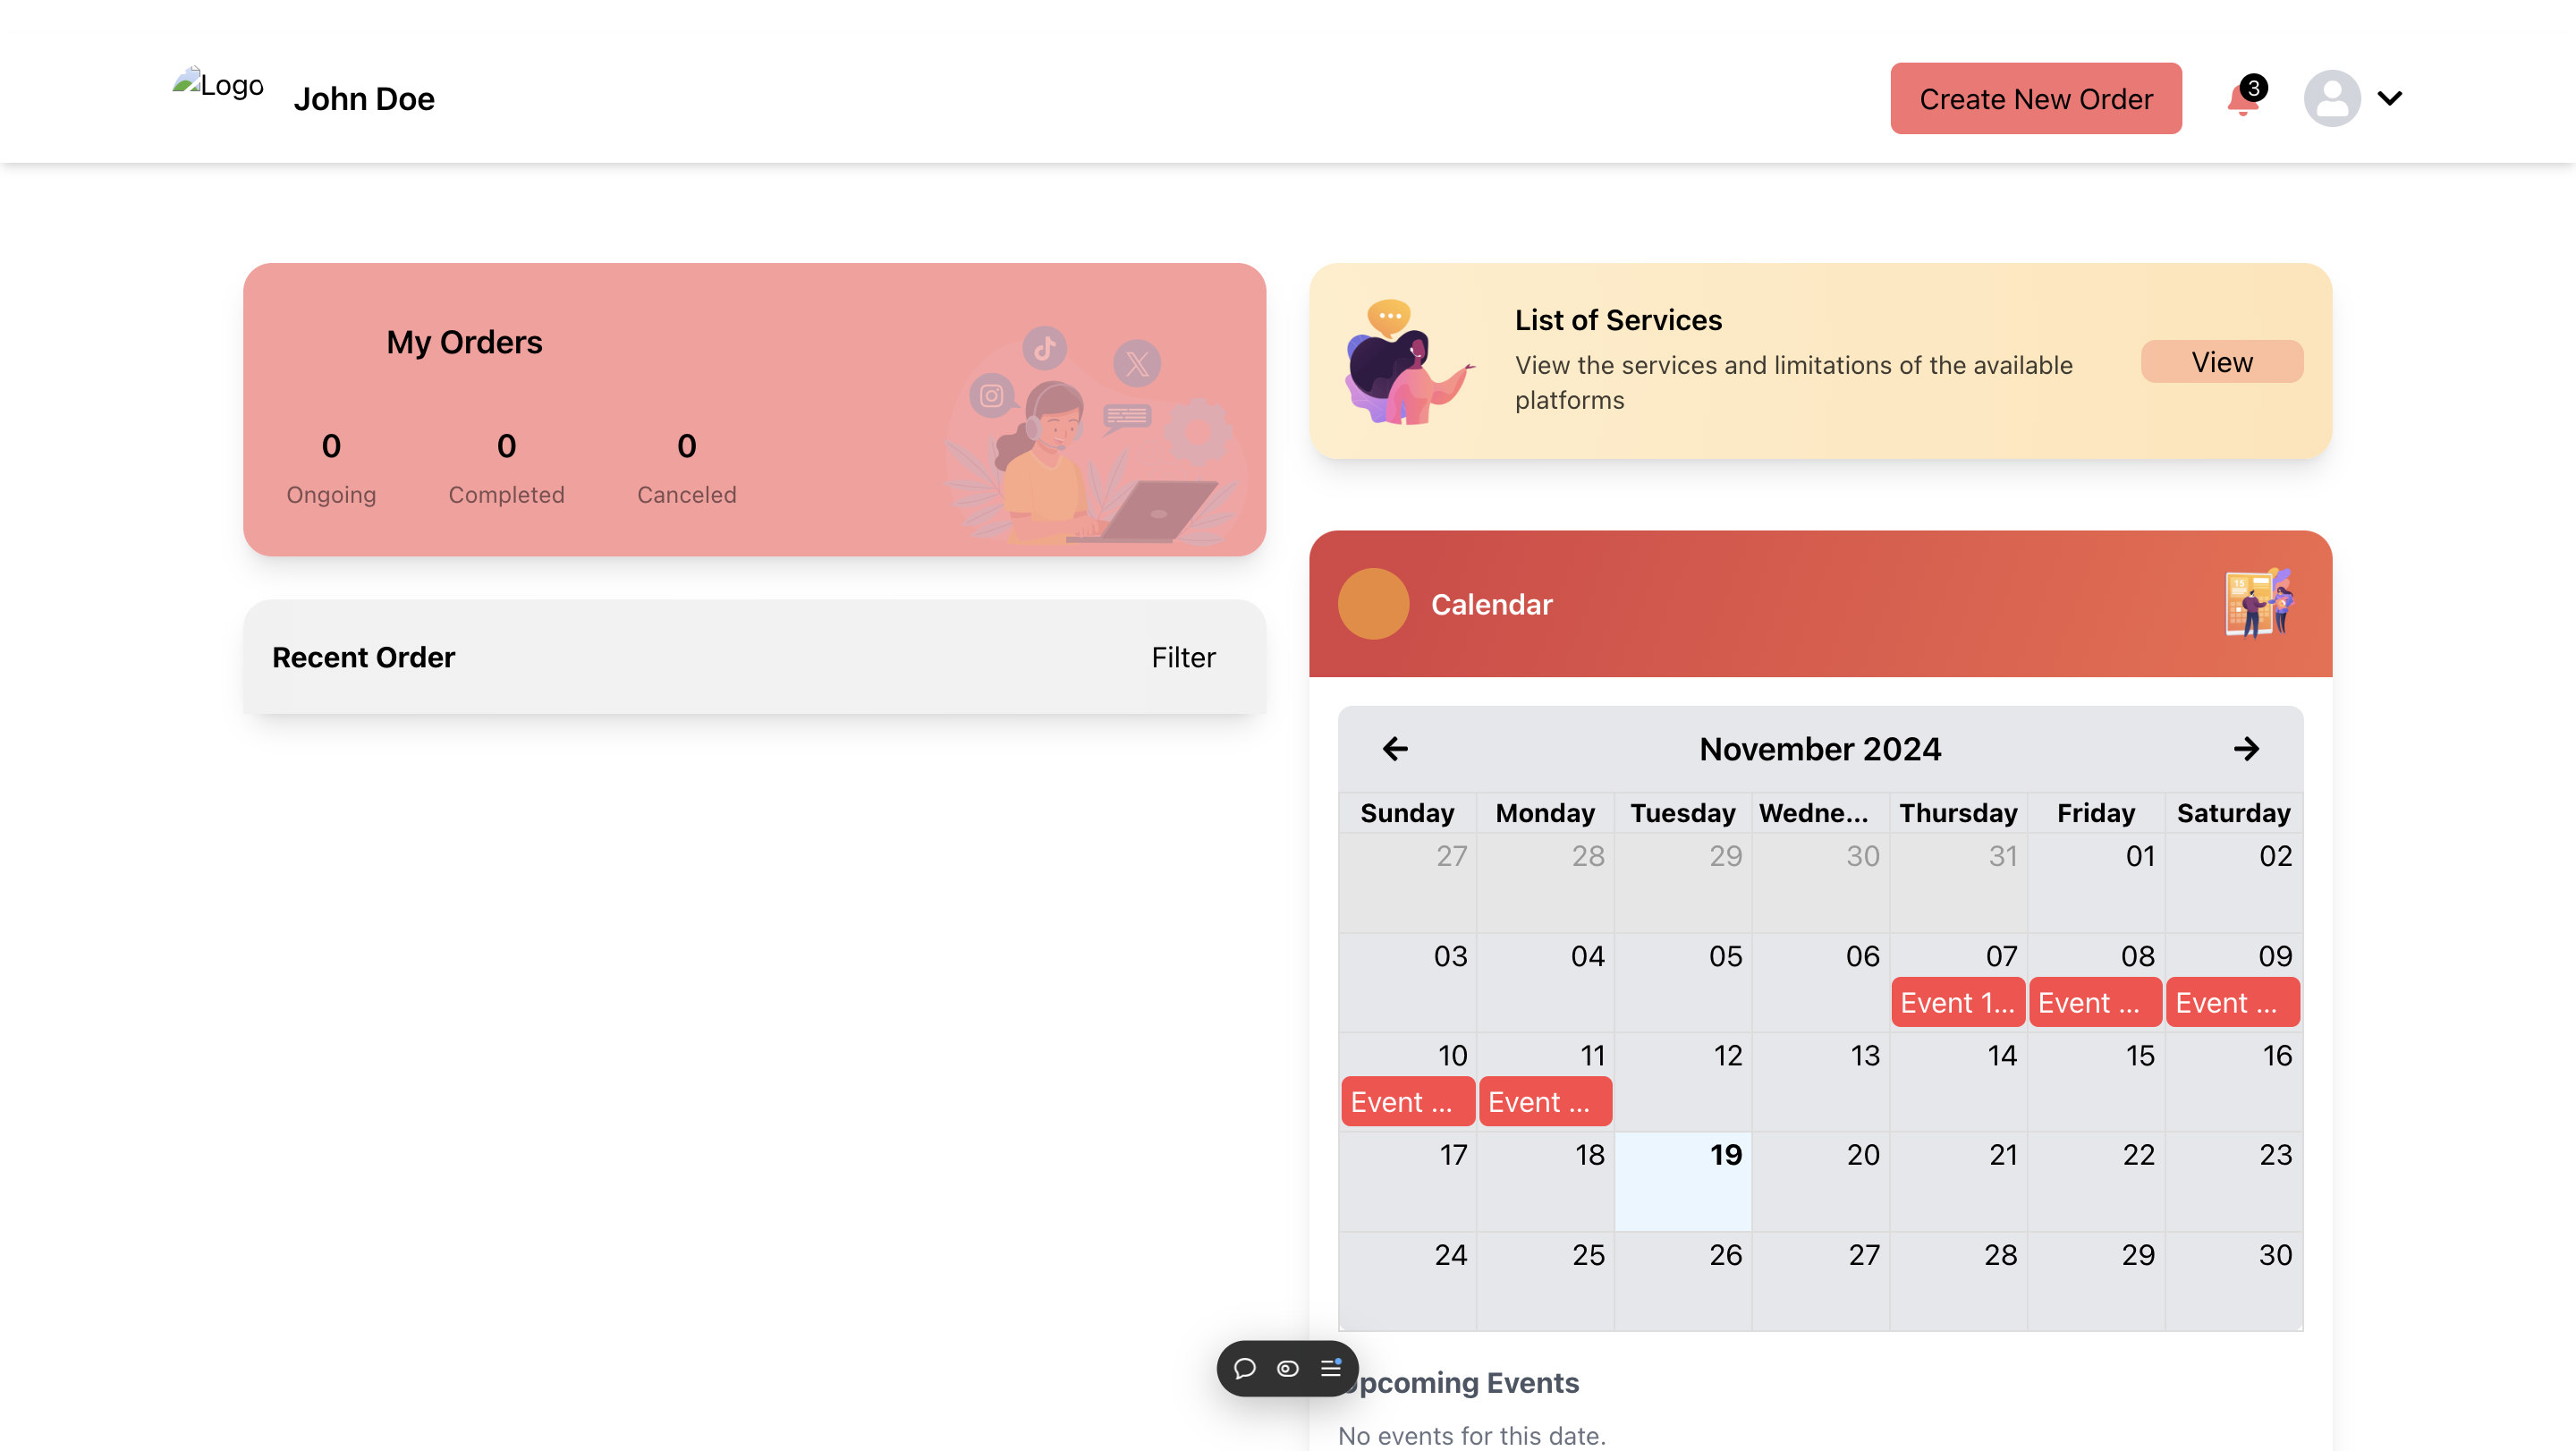 Logo
John Doe
Create New Order
3
My Orders
0
0
0
Ongoing
Completed
Canceled
Recent Order
Filter
List of Services
View the services and limitations of the available
platforms
View
Calendar
15
November 2024
Sunday Monday Tuesday Wedne... Thursday Friday Saturday
27 28 29 30 31 01 02
03 04 05 06 07 08 09
Event 1... Event ... Event ...
10 11 12 13 14 15 16
Event ... Event ...
17 18 19 20 21 22 23
24 25 26 27 28 29 30
pcoming Events
No events for this date.